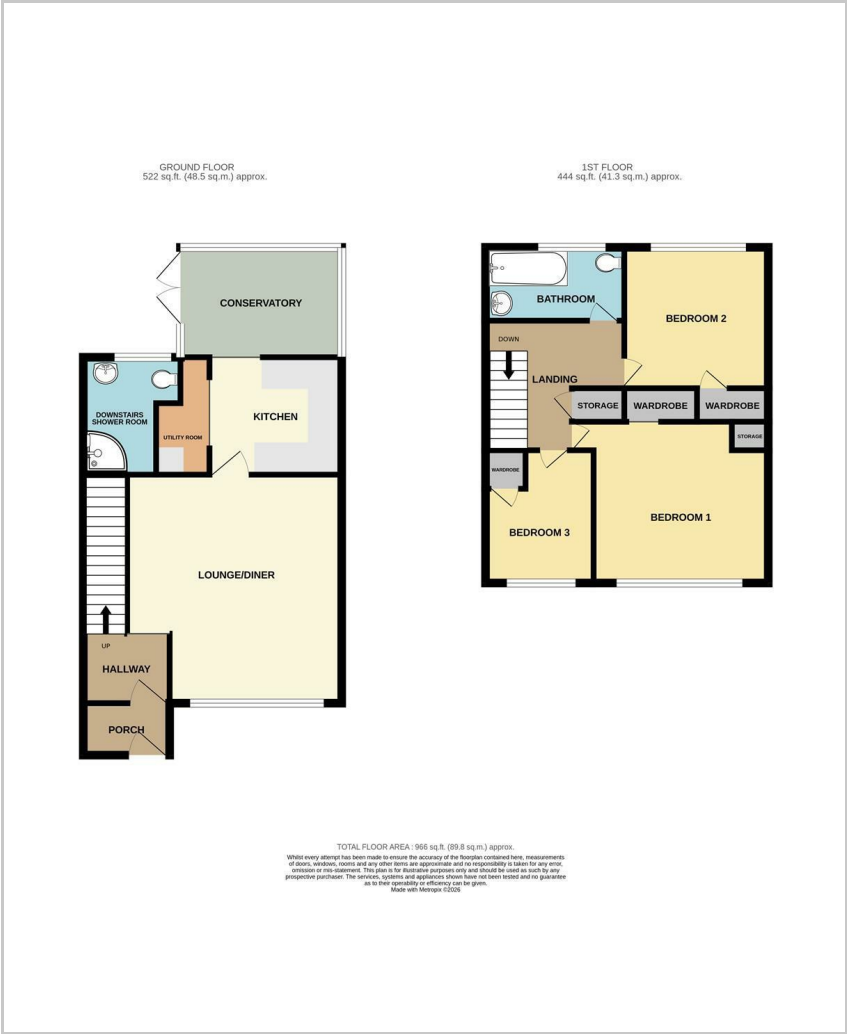 GROUND FLOOR
522 sq.ft. (48.5 sq.m.) approx.
CONSERVATORY
DOWNSTAIRS
SHOWER ROOM
UTILITY ROOM
KITCHEN
LOUNGE/DINER
UP
HALLWAY
PORCH
1ST FLOOR
444 sq.ft. (41.3 sq.m.) approx.
BATHROOM
BEDROOM 2
DOWN
LANDING
STORAGE
WARDROBE
WARDROBE
STORAGE
WARDROBE
BEDROOM 1
BEDROOM 3
TOTAL FLOOR AREA : 966 sq.ft. (89.8 sq.m.) approx.
Whilst every attempt has been made to ensure the accuracy of the floorplan contained here, measurements
of doors, windows, rooms and any other items are approximate and no responsibility is taken for any error,
omission or mis-statement. This plan is for illustrative purposes only and should be used as such by any
prospective purchaser. The services, systems and appliances shown have not been tested and no guarantee
as to their operability or efficiency can be given.
Made with Metropix ©2026